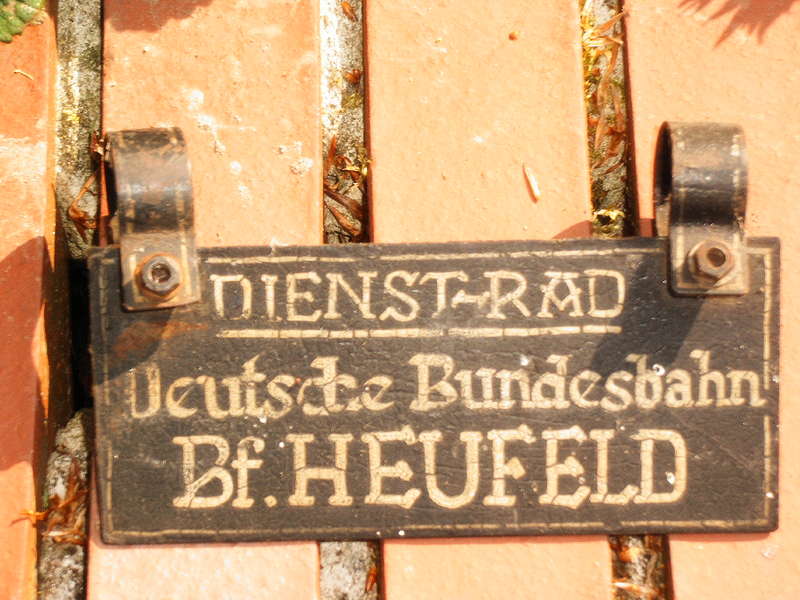 DIENST-RAD
Deutsche Bundesbahn
Bf. HEUFELD